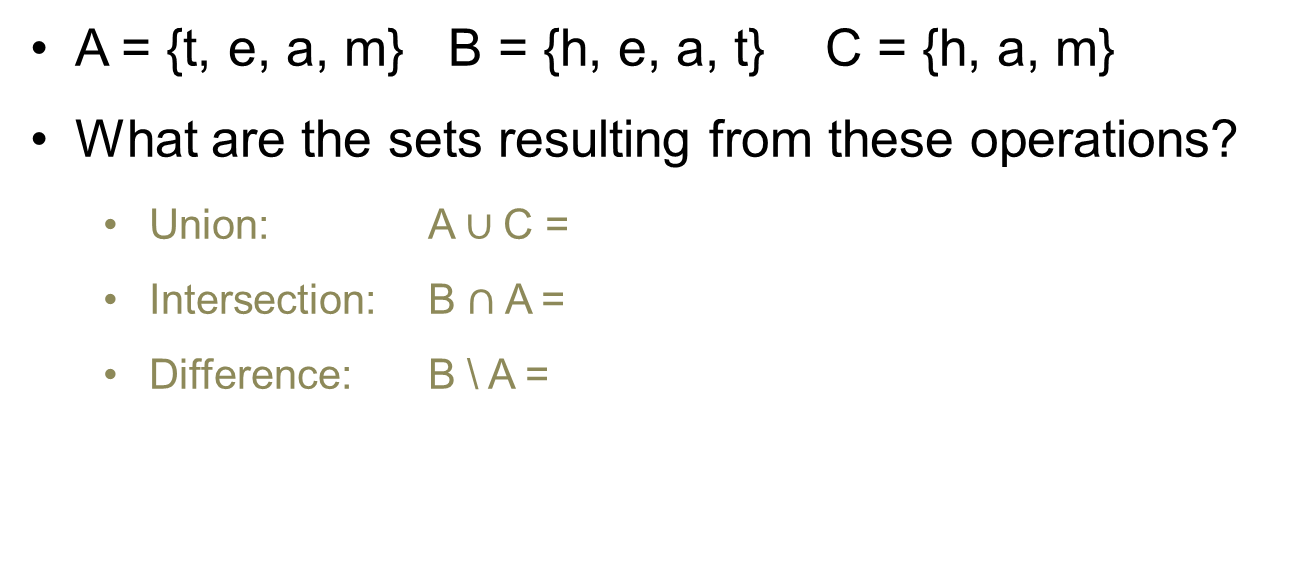 • A = {t, e, a, m} B = {h, e, a, t} C = {h, a, m}
• What are the sets resulting from these operations?
• Union: A ∪ C =
• Intersection: B ∩ A =
• Difference: B \ A =